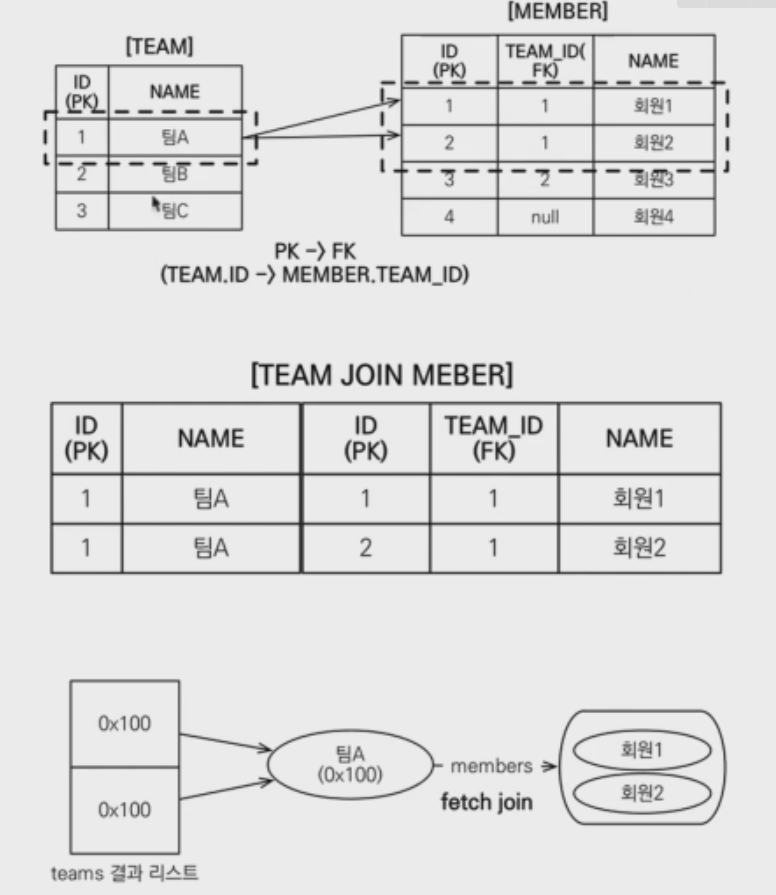 [TEAM]
ID
(PK)
NAME
1
팀A
2
팀B
3
팀C
[MEMBER]
ID
(PK)
TEAM_ID(
FK)
NAME
1
1
회원1
2
1
회원2
3
2
회원3
4
null
회원4
PK -> FK
(TEAM.ID -> MEMBER.TEAM_ID)
[TEAM JOIN MEBER]
ID
(PK)
NAME
ID
(PK)
TEAM_ID
(FK)
NAME
1
팀A
1
1
회원1
1
팀A
2
1
회원2
0x100
0x100
teams 결과 리스트
팀A
(0x100)
members
fetch join
회원1
회원2